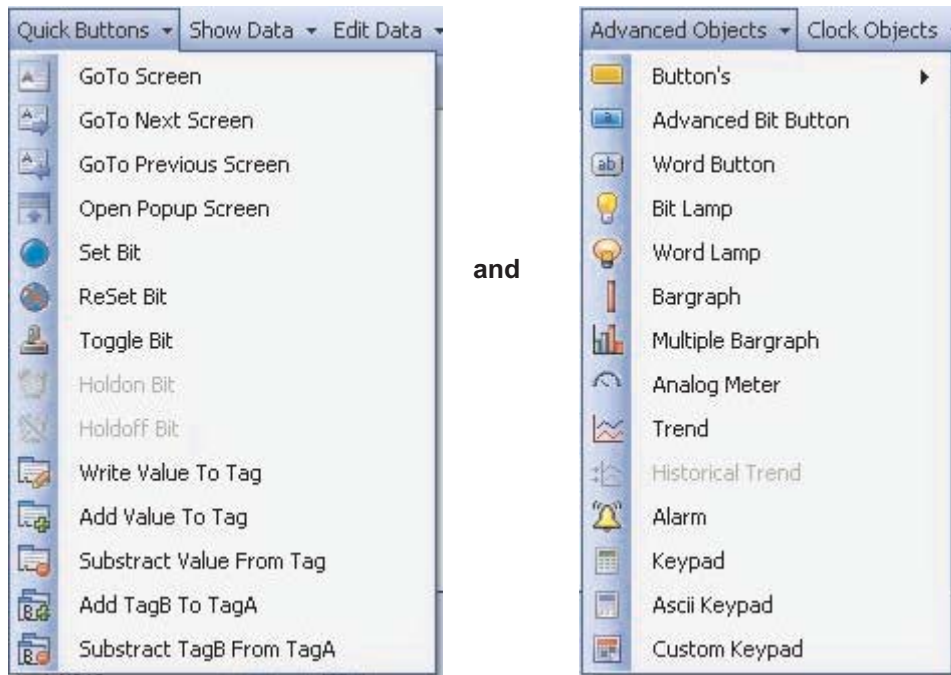 Quick Buttons Show Data Edit Data
GoTo Screen
GoTo Next Screen
GoTo Previous Screen
Open Popup Screen
Set Bit
ReSet Bit
Toggle Bit
Holdon Bit
Holdoff Bit
Write Value To Tag
Add Value To Tag
Substract Value From Tag
Add TagB To TagA
Substract TagB From TagA
and
Advanced Objects Clock Objects
Button's
Advanced Bit Button
Word Button
Bit Lamp
Word Lamp
Bargraph
Multiple Bargraph
Analog Meter
Trend
Historical Trend
Alarm
Keypad
Ascii Keypad
Custom Keypad